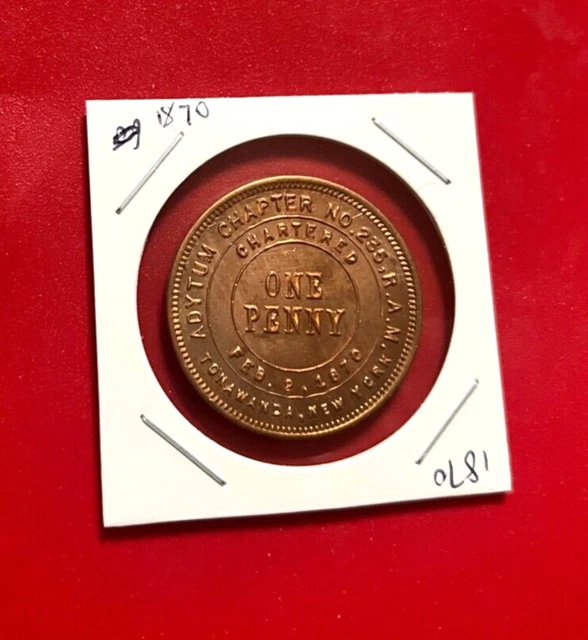 1870
ADYTUM CHAPTER NO. 235, R.A.M.
TONAWANDA, NEW YORK
CHARTERED
FEB. 2, 1870
ONE
PENNY
1870